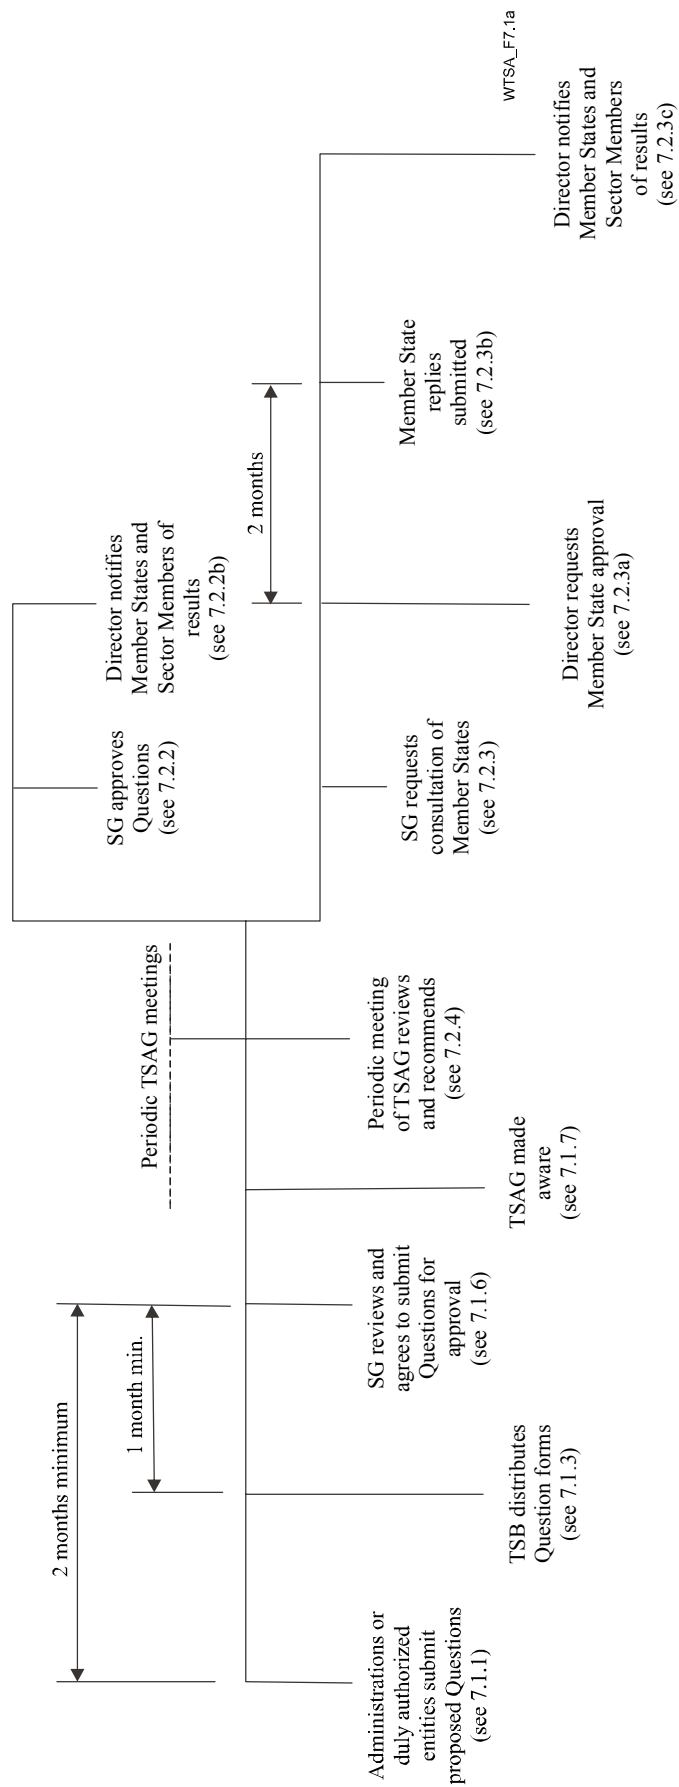 2 months minimum
1 month min.
Periodic TSAG meetings
SG approves
Questions
(see 7.2.2)
Director notifies
Member States and
Sector Members of
results
(see 7.2.2b)
2 months
Administrations or
duly authorized
entities submit
proposed Questions
(see 7.1.1)
TSB distributes
Question forms
(see 7.1.3)
SG reviews and
agrees to submit
Questions for
approval
(see 7.1.6)
TSAG made
aware
(see 7.1.7)
Periodic meeting
of TSAG reviews
and recommends
(see 7.2.4)
SG requests
consultation of
Member States
(see 7.2.3)
Director requests
Member State approval
(see 7.2.3a)
Member State
replies
submitted
(see 7.2.3b)
Director notifies
Member States and
Sector Members
of results
(see 7.2.3c)
WTSA_F7.1a